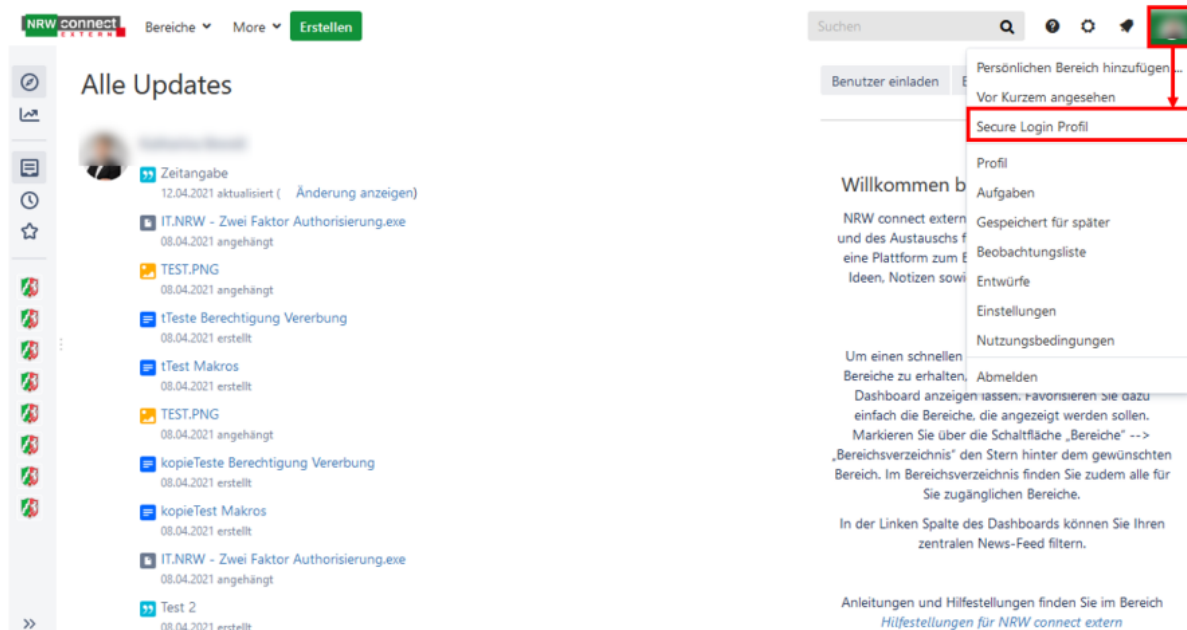 NRW connect
EXTERN
Bereiche
More
Erstellen
Suchen
Alle Updates
Zeitangabe
12.04.2021 aktualisiert ( Änderung anzeigen)
IT.NRW - Zwei Faktor Authorisierung.exe
08.04.2021 angehängt
TEST.PNG
08.04.2021 angehängt
tTeste Berechtigung Vererbung
08.04.2021 erstellt
tTest Makros
08.04.2021 erstellt
TEST.PNG
08.04.2021 angehängt
kopieTeste Berechtigung Vererbung
08.04.2021 erstellt
kopieTest Makros
08.04.2021 erstellt
IT.NRW - Zwei Faktor Authorisierung.exe
08.04.2021 angehängt
Test 2
08.04.2021 erstellt
Benutzer einladen
Persönlichen Bereich hinzufügen ...
Vor Kurzem angesehen
Secure Login Profil
Profil
Aufgaben
Gespeichert für später
Beobachtungsliste
Entwürfe
Einstellungen
Nutzungsbedingungen
Abmelden
Willkommen b
NRW connect extern
und des Austauschs f
eine Plattform zum E
Ideen, Notizen sowi
Um einen schnellen
Bereiche zu erhalten,
Dashboard anzeigen lassen. Favorisieren Sie dazu
einfach die Bereiche, die angezeigt werden sollen.
Markieren Sie über die Schaltfläche „Bereiche" -->
„Bereichsverzeichnis" den Stern hinter dem gewünschten
Bereich. Im Bereichsverzeichnis finden Sie zudem alle für
Sie zugänglichen Bereiche.
In der Linken Spalte des Dashboards können Sie Ihren
zentralen News-Feed filtern.
Anleitungen und Hilfestellungen finden Sie im Bereich
Hilfestellungen für NRW connect extern